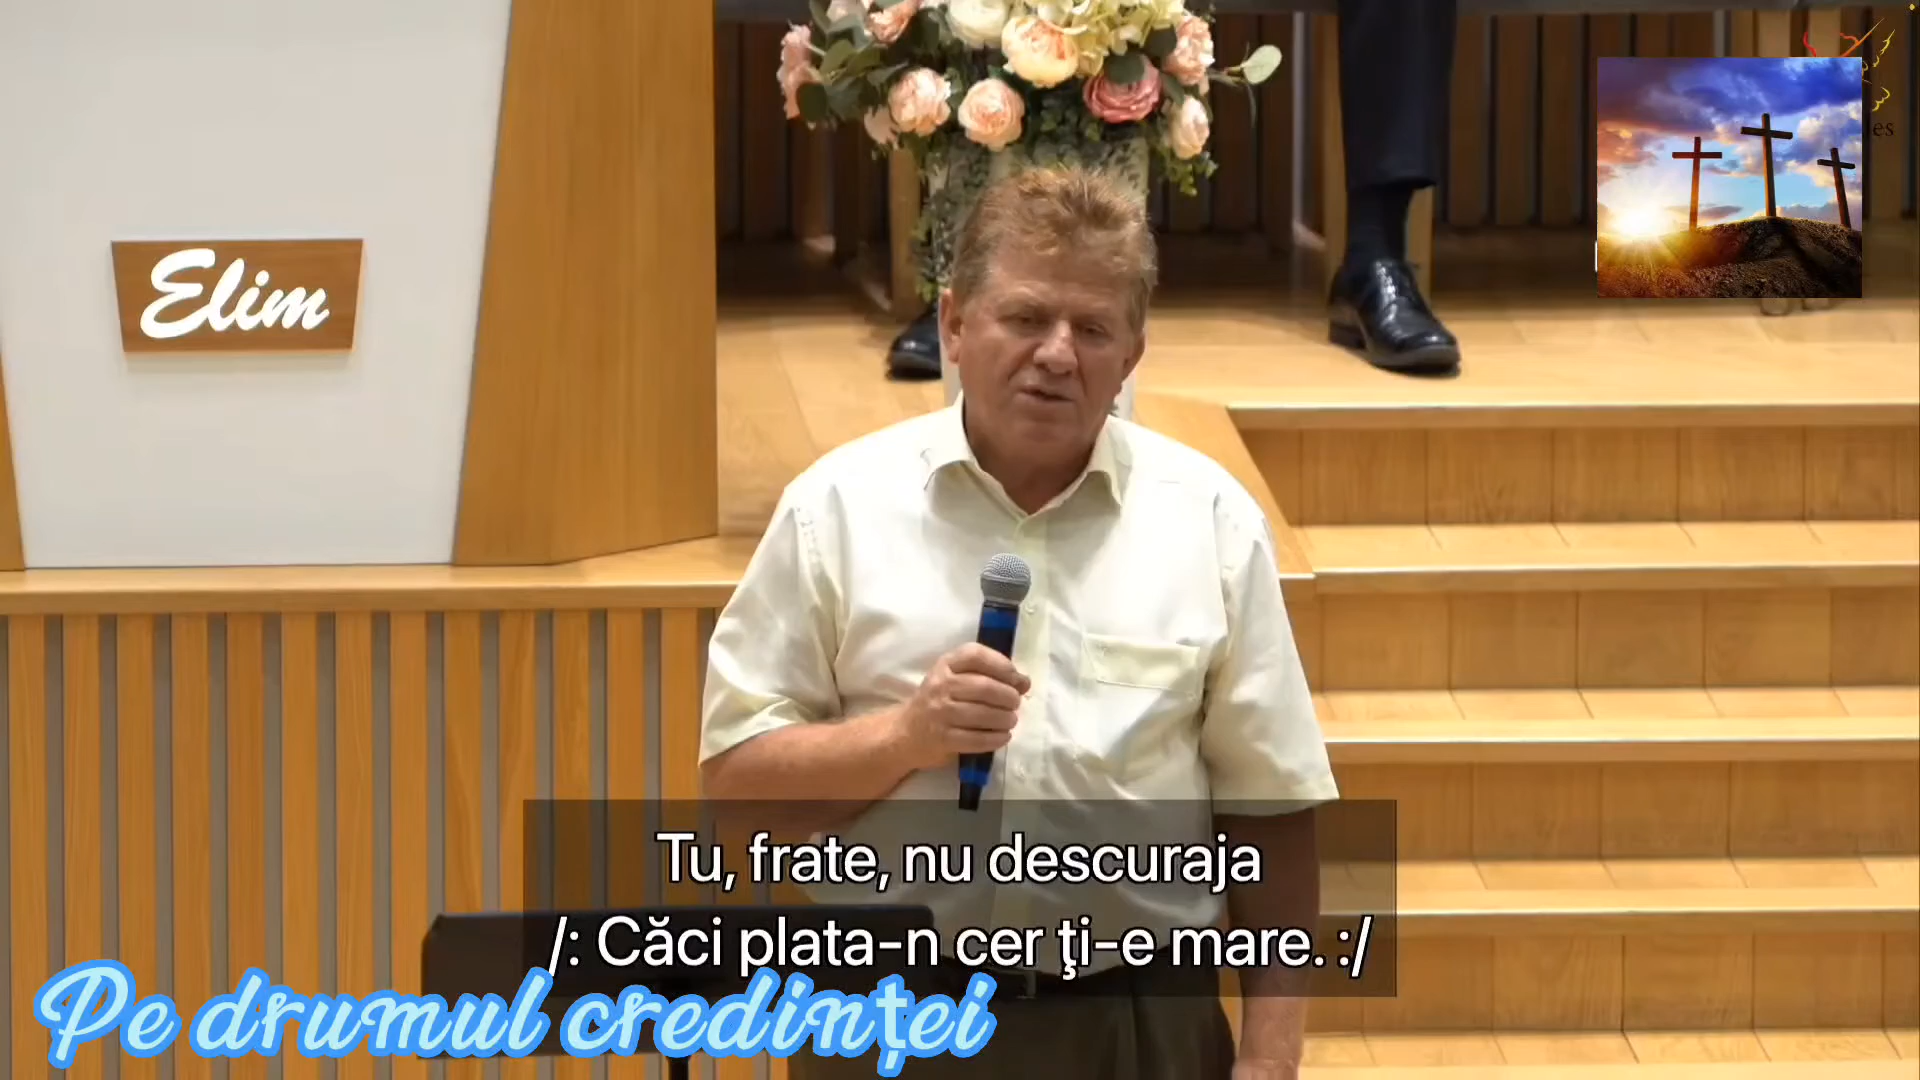 Elim
Tu, frate, nu descuraja
/: Căci plata-n cer ţi-e mare. :/
Pe drumul credinței